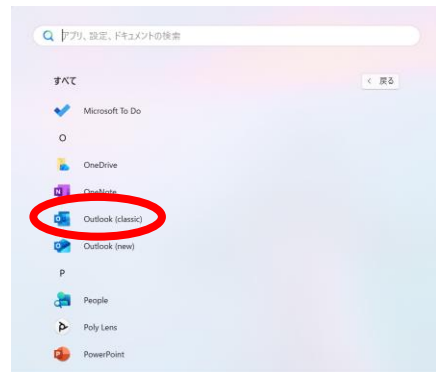 アプリ、設定、ドキュメントの検索
すべて
< 戻る
Microsoft To Do
O
OneDrive
OneNote
Outlook (classic)
Outlook (new)
P
People
Poly Lens
PowerPoint